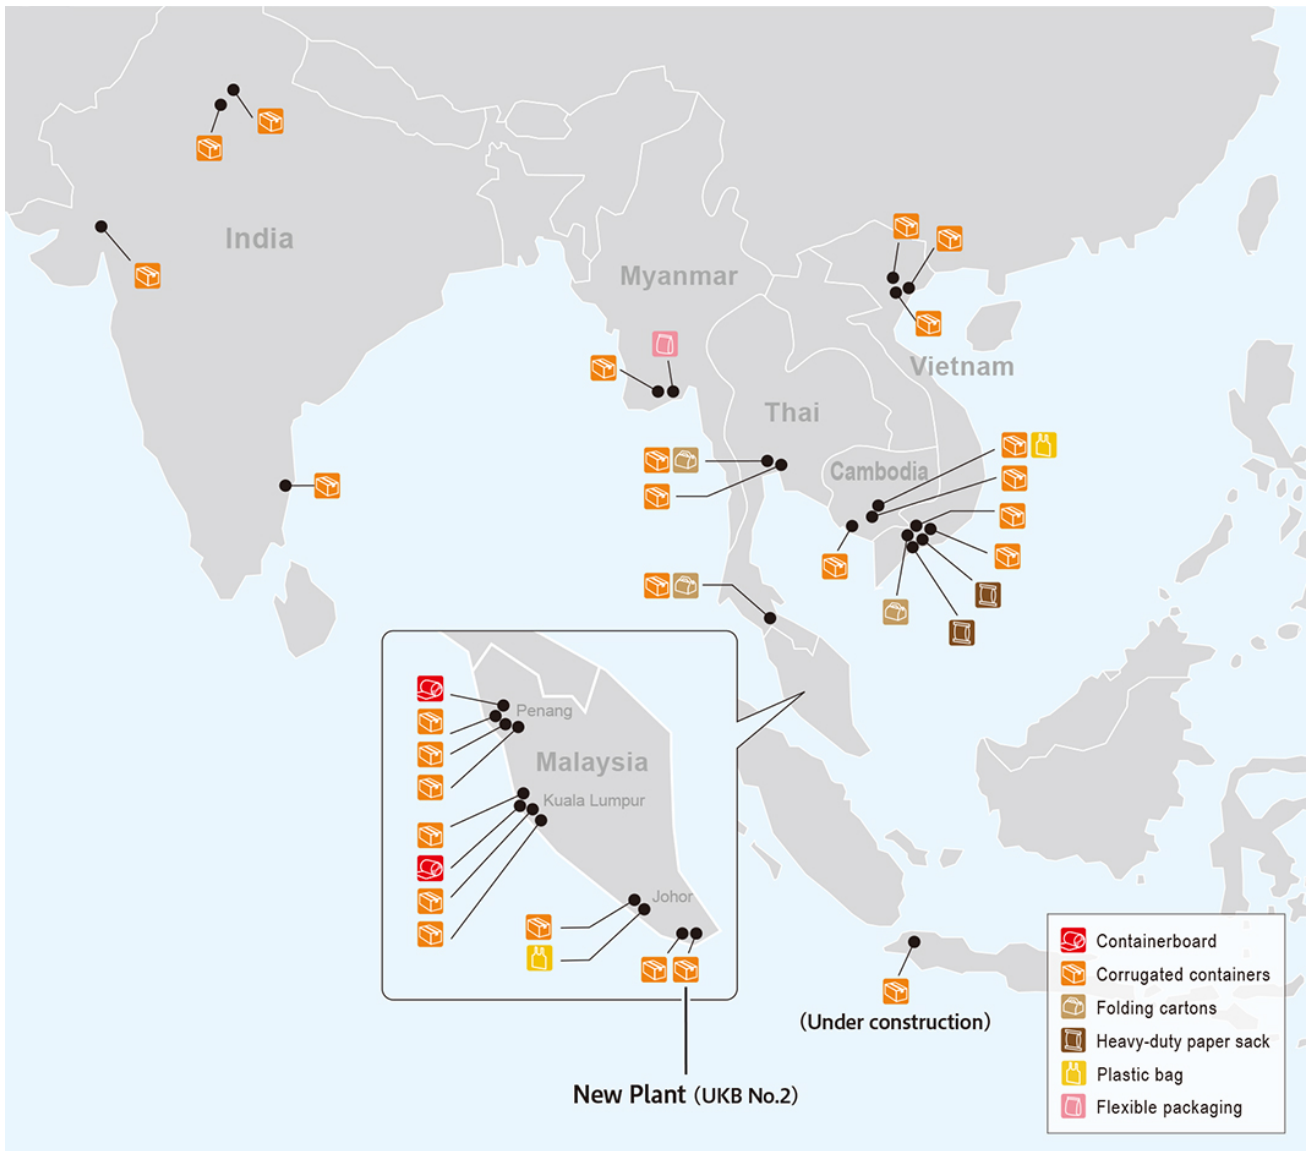 India
Myanmar
Vietnam
Thai
Cambodia
Penang
Malaysia
Kuala Lumpur
Johor
(Under construction)
New Plant (UKB No.2)
Containerboard
Corrugated containers
Folding cartons
Heavy-duty paper sack
Plastic bag
Flexible packaging